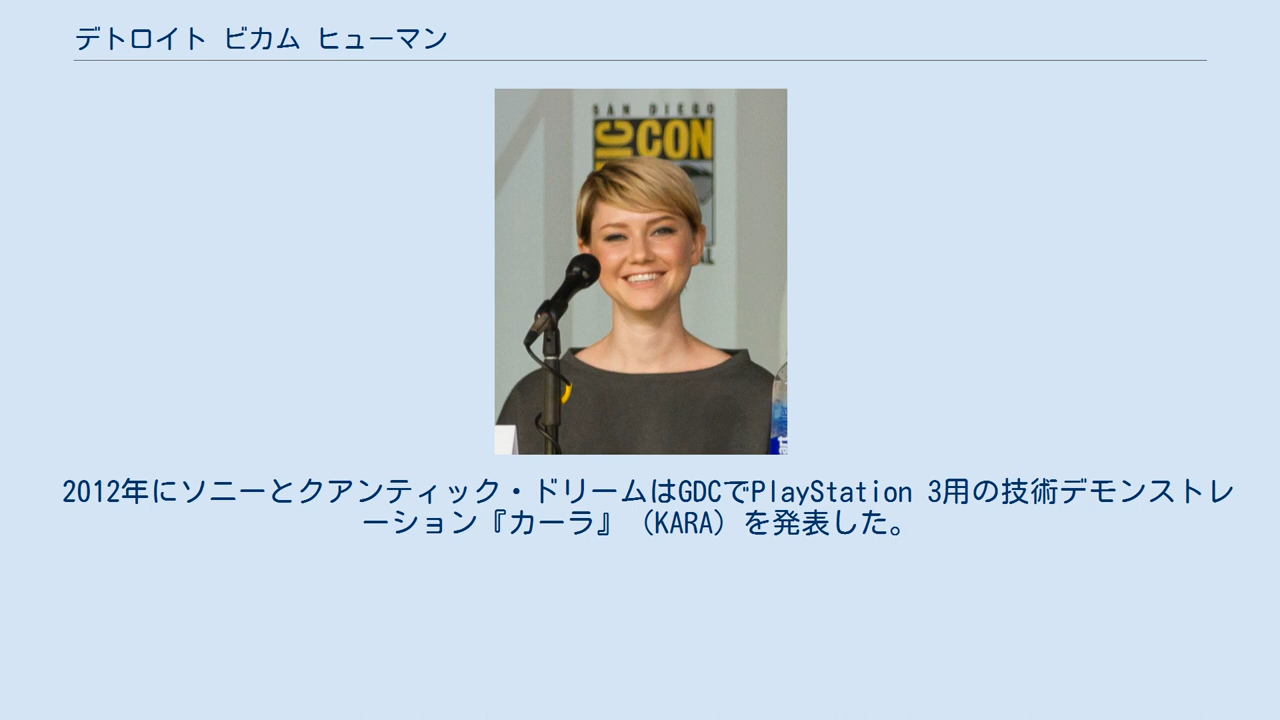 デトロイト ビカム ヒューマン
SAN DIEGO
CON
2012年にソニーとクアンティック・ドリームはGDCでPlayStation 3用の技術デモンストレ
ーション『カーラ』（KARA）を発表した。